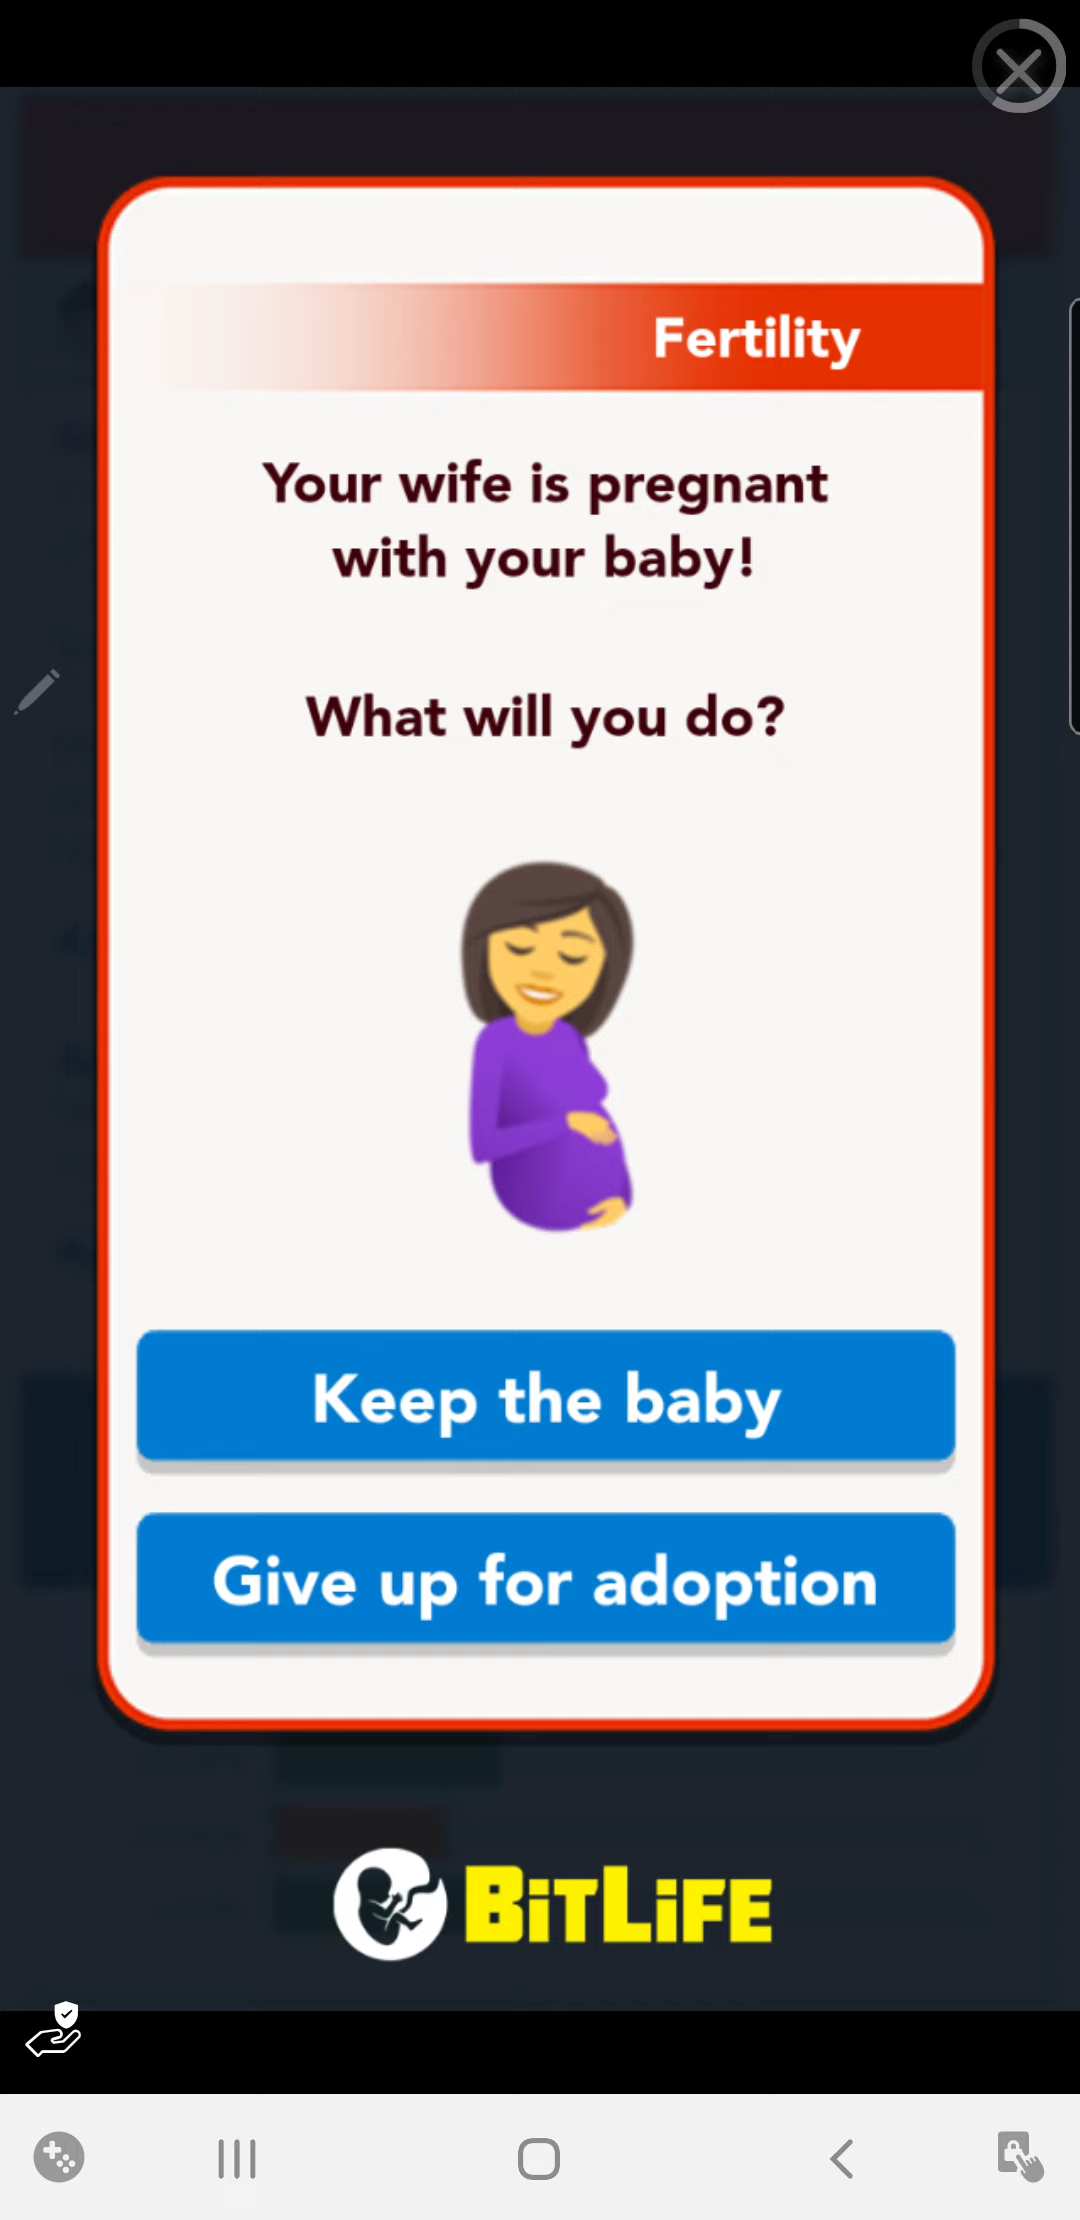 Fertility
Your wife is pregnant
with your baby!
What will you do?
Keep the baby
Give up for adoption
BiTLiFE